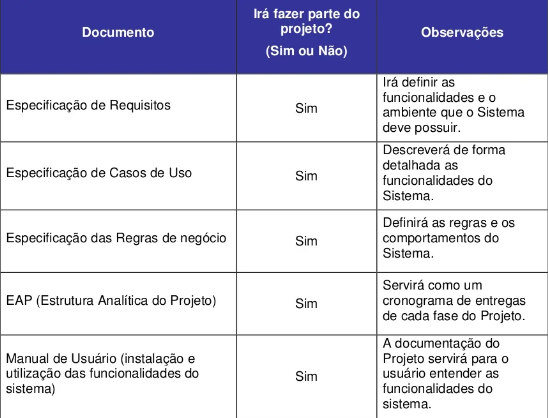 Documento
Irá fazer parte do
projeto?
(Sim ou Não)
Observações
Especificação de Requisitos
Sim
Irá definir as
funcionalidades e o
ambiente que o Sistema
deve possuir.
Especificação de Casos de Uso
Sim
Descreverá de forma
detalhada as
funcionalidades do
Sistema.
Especificação das Regras de negócio
Sim
Definirá as regras e os
comportamentos do
Sistema.
EAP (Estrutura Analítica do Projeto)
Sim
Servirá como um
cronograma de entregas
de cada fase do Projeto.
Manual de Usuário (instalação e
utilização das funcionalidades do
sistema)
Sim
A documentação do
Projeto servirá para o
usuário entender as
funcionalidades do
sistema.